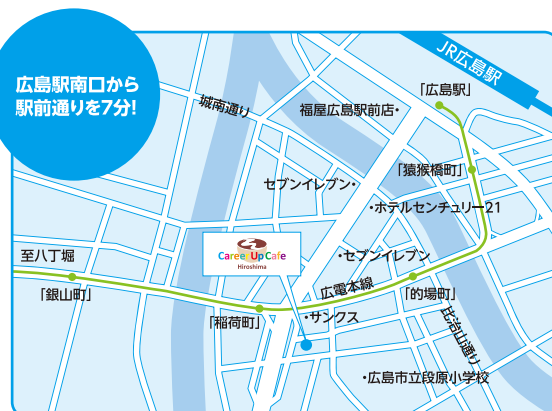 広島駅南口から
駅前通りを7分!
JR広島駅
「広島駅」
城南通り
福屋広島駅前店・
「猿猴橋町」
セブンイレブン・
・ホテルセンチュリー21
CareerUpCafe
Hiroshima
・セブンイレブン
至八丁堀
広電本線
「銀山町」
「的場町」
「稲荷町」
・サンクス
比治山通り
・広島市立段原小学校